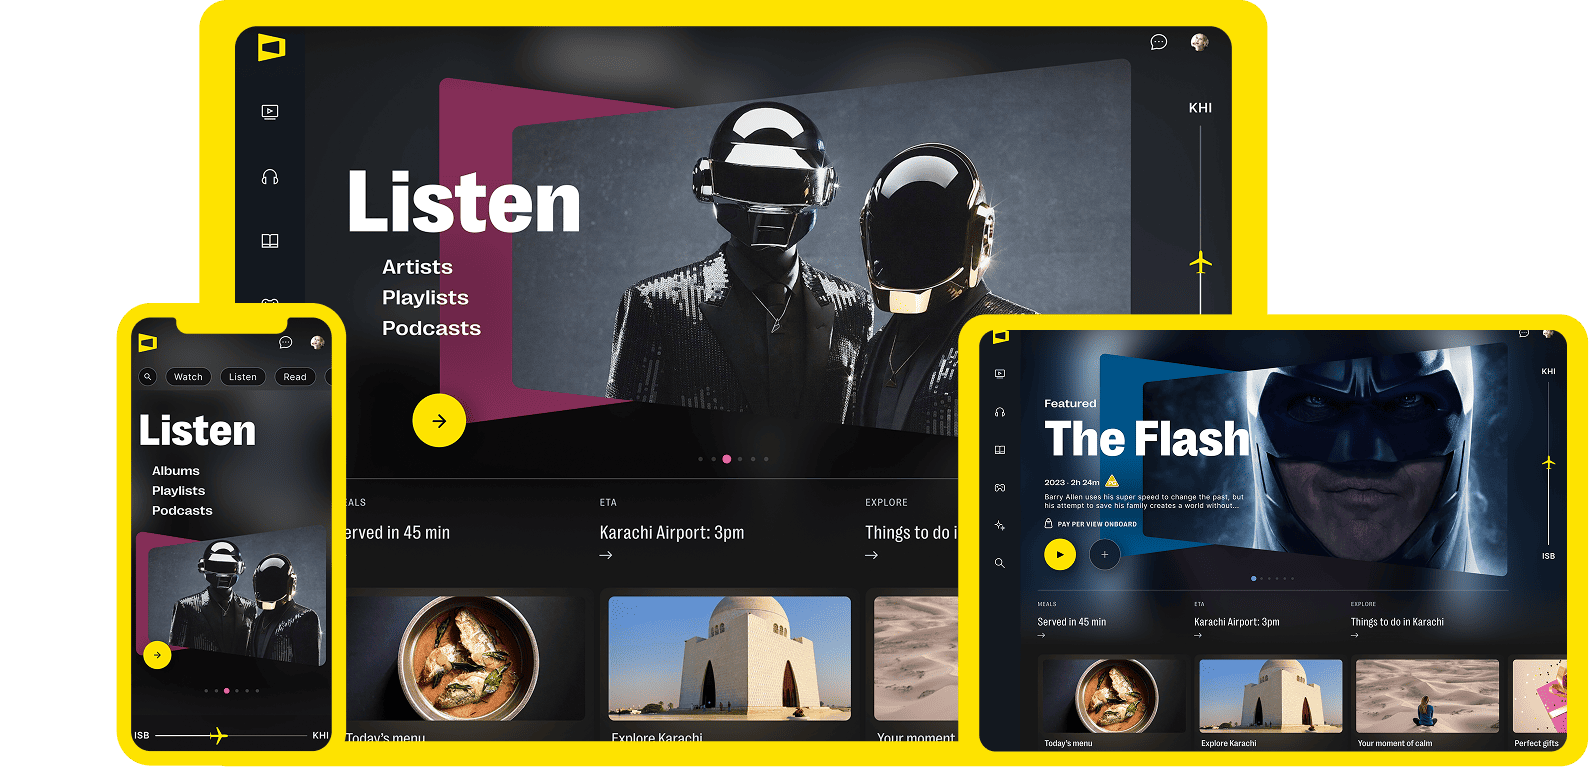 KHI
Listen
Artists
Playlists
Podcasts
EALS
erved in 45 min
ETA
Karachi Airport: 3pm
EXPLORE
Things to do i
Today's menu
Explore Karachi
Your moment
Watch
Listen
Read
Listen
Albums
Playlists
Podcasts
ISB
KHI
KHI
Featured
The Flash
2023 · 2h 24m
Barry Allen uses his super speed to change the past, but
his attempt to save his family creates a world without...
PAY PER VIEW ONBOARD
ISB
MEALS
Served in 45 min
ETA
Karachi Airport: 3pm
EXPLORE
Things to do in Karachi
Today's menu
Explore Karachi
Your moment of calm
Perfect gifts